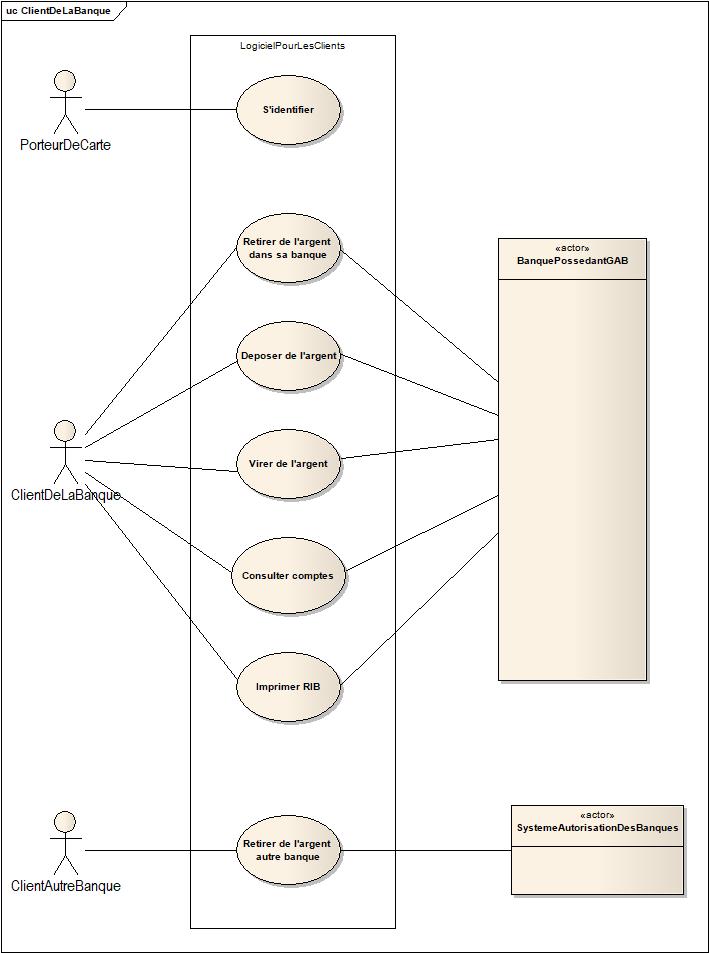 uc ClientDeLaBanque
LogicielPourLesClients
S'identifier
PorteurDeCarte
Retirer de l'argent
dans sa banque
«actor»
BanquePossedantGAB
Deposer de l'argent
Virer de l'argent
ClientDeLaBanque
Consulter comptes
Imprimer RIB
«actor»
SystemeAutorisationDesBanques
Retirer de l'argent
autre banque
ClientAutreBanque